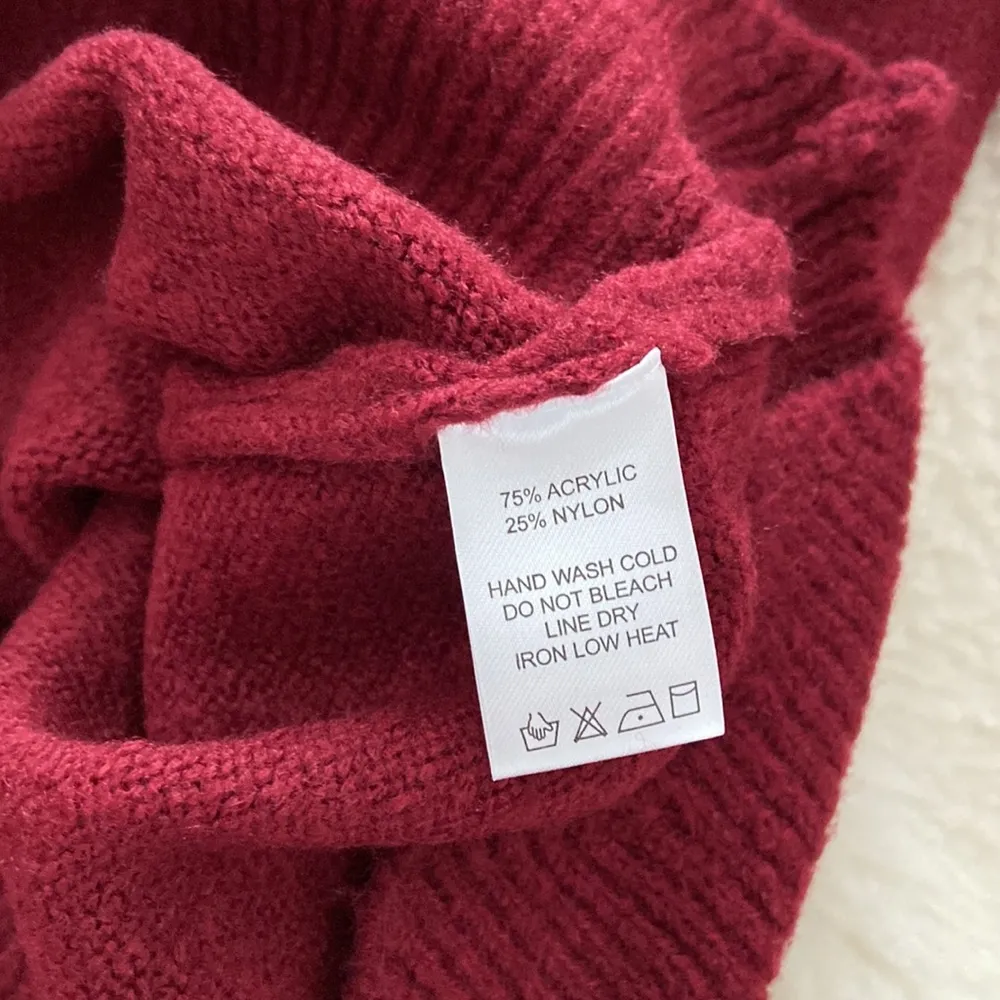 75% ACRYLIC
25% NYLON
HAND WASH COLD
DO NOT BLEACH
LINE DRY
IRON LOW HEAT